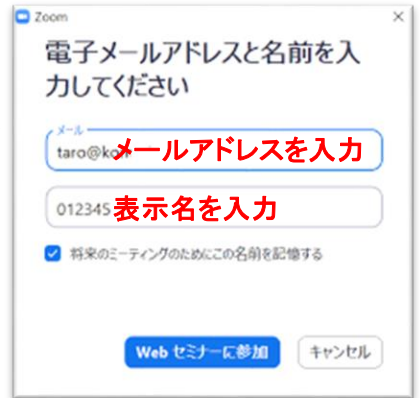 Zoom
電子メールアドレスと名前を入
力してください
メール
taro@ko メールアドレスを入力
012345 表示名を入力
将来のミーティングのためにこの名前を記憶する
Web セミナーに参加 キャンセル